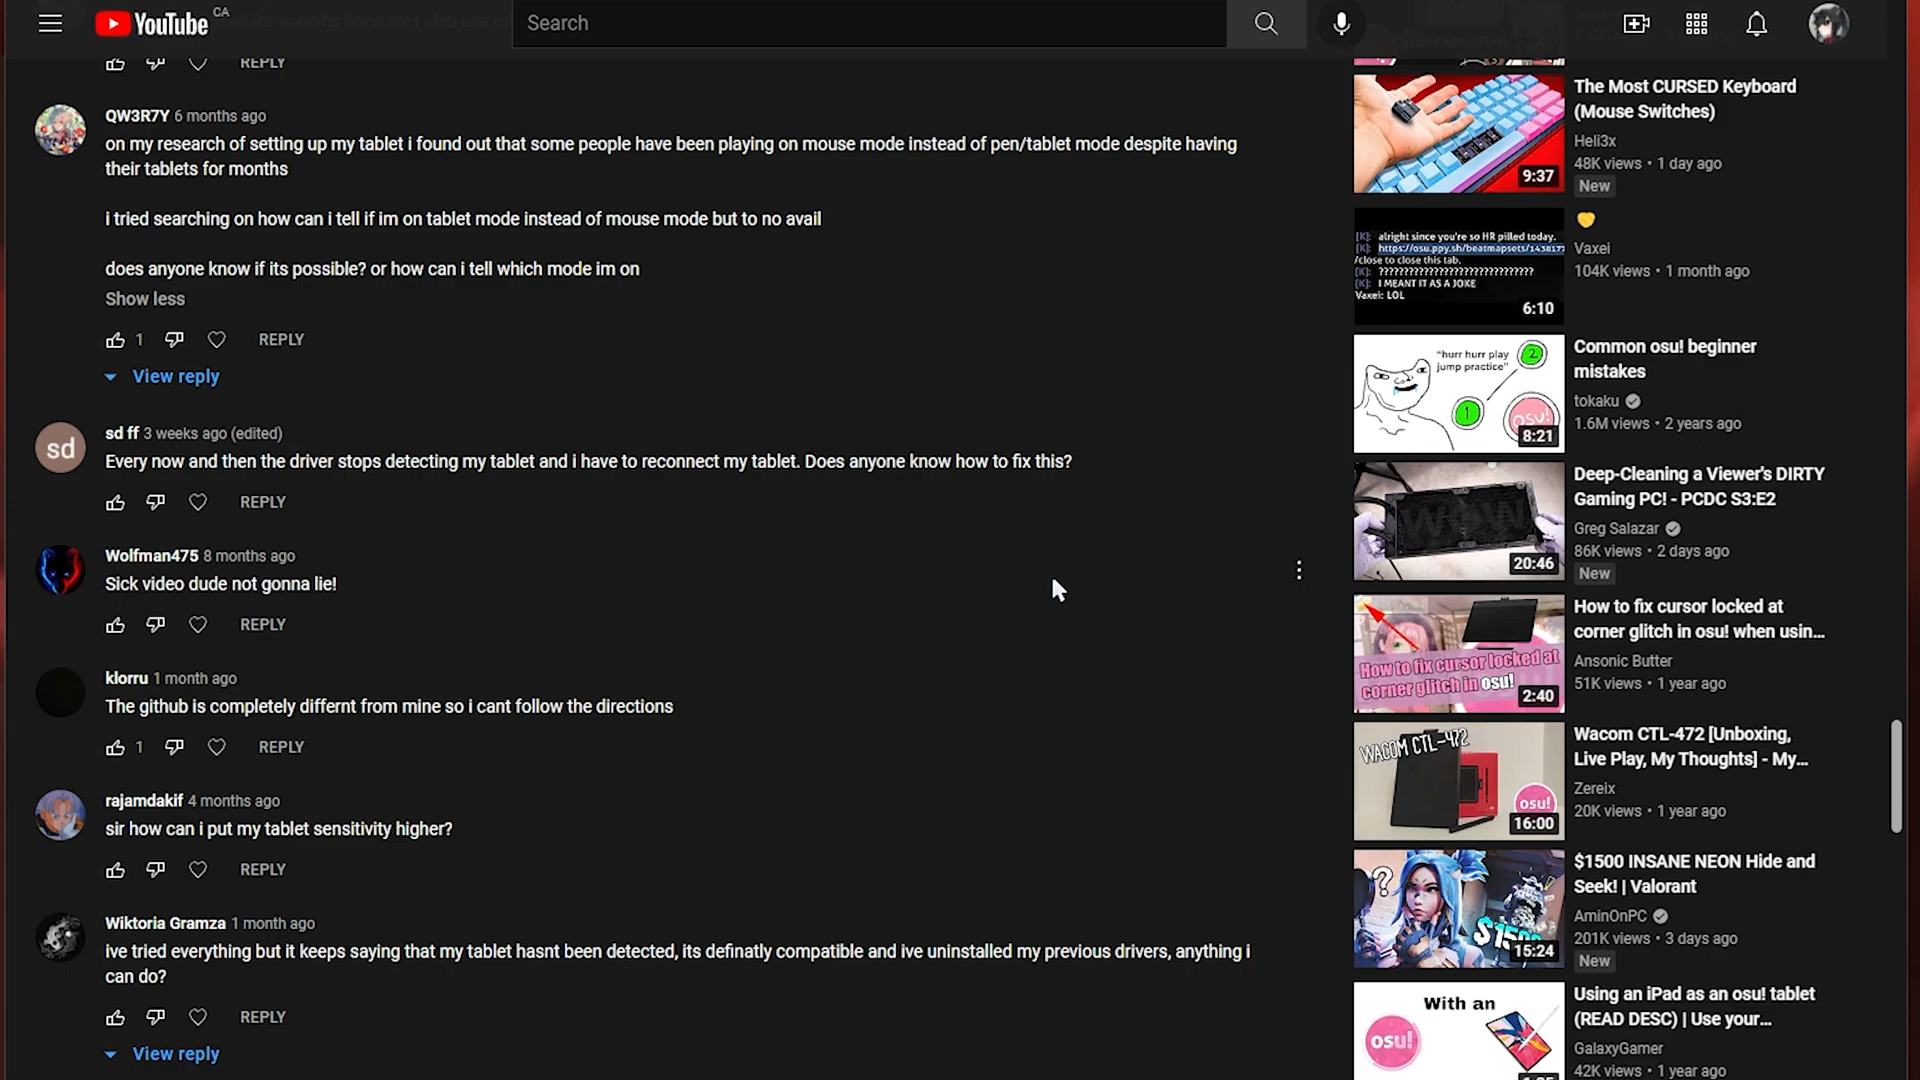 YouTube CA
Search
REPLY
QW3R7Y 6 months ago
on my research of setting up my tablet i found out that some people have been playing on mouse mode instead of pen/tablet mode despite having
their tablets for months
i tried searching on how can i tell if im on tablet mode instead of mouse mode but to no avail
does anyone know if its possible? or how can i tell which mode im on
Show less
1 REPLY
View reply
sd
sd ff 3 weeks ago (edited)
Every now and then the driver stops detecting my tablet and i have to reconnect my tablet. Does anyone know how to fix this?
REPLY
Wolfman475 8 months ago
Sick video dude not gonna lie!
REPLY
klorru 1 month ago
The github is completely differnt from mine so i cant follow the directions
1 REPLY
rajamdakif 4 months ago
sir how can i put my tablet sensitivity higher?
REPLY
Wiktoria Gramza 1 month ago
ive tried everything but it keeps saying that my tablet hasnt been detected, its definatly compatible and ive uninstalled my previous drivers, anything i
can do?
REPLY
View reply
9:37
The Most CURSED Keyboard
(Mouse Switches)
Heli3x
48K views • 1 day ago
New
[K]: alright since you're so HR pilled today.
[K]: https://osu.ppy.sh/beatmapsets/143817
/close to close this tab.
[K]: ??????????????????????????????
[K]: I MEANT IT AS A JOKE
Vaxei: LOL
6:10
Vaxei
104K views • 1 month ago
"hurr hurr play
jump practice"
2
1
osu!
8:21
Common osu! beginner
mistakes
tokaku
1.6M views • 2 years ago
WOW
20:46
Deep-Cleaning a Viewer's DIRTY
Gaming PC! - PCDC S3:E2
Greg Salazar
86K views • 2 days ago
New
How to fix cursor locked at
corner glitch in osu!
2:40
How to fix cursor locked at
corner glitch in osu! when usin...
Ansonic Butter
51K views • 1 year ago
WACOM CTL-472
osu!
16:00
Wacom CTL-472 [Unboxing,
Live Play, My Thoughts] - My...
Zereix
20K views • 1 year ago
?
15:24
$1500 INSANE NEON Hide and
Seek! | Valorant
AminOnPC
201K views • 3 days ago
New
With an
osu!
Using an iPad as an osu! tablet
(READ DESC) | Use your...
GalaxyGamer
42K views • 1 year ago